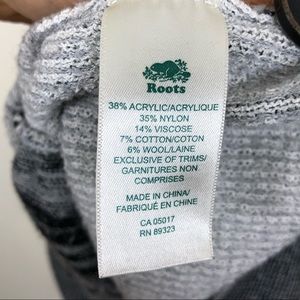 Roots
38% ACRYLIC/ACRYLIQUE
35% NYLON
14% VISCOSE
7% COTTON/COTON
6% WOOL/LAINE
EXCLUSIVE OF TRIMS/
GARNITURES NON
COMPRISES
MADE IN CHINA/
FABRIQUÉ EN CHINE
CA 05017
RN 89323